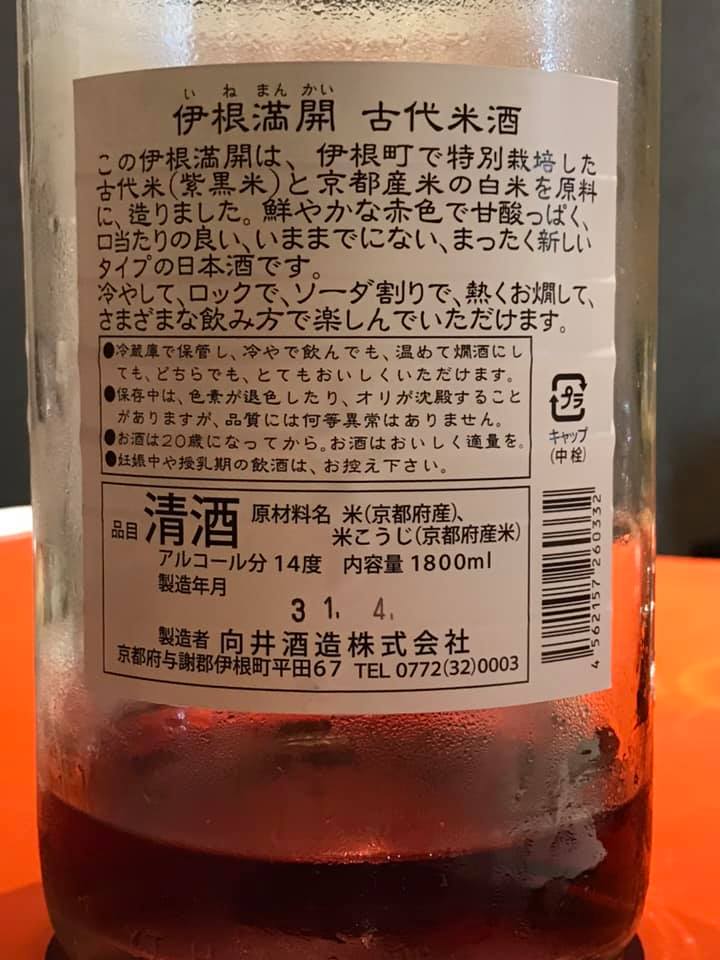 いねまんかい
伊根満開 古代米酒
この伊根満開は、伊根町で特別栽培した
古代米(紫黒米)と京都産米の白米を原料
に、造りました。鮮やかな赤色で甘酸っぱく、
口当たりの良い、いままでにない、まったく新しい
タイプの日本酒です。
冷やして、ロックで、ソーダ割りで、熱くお燗して、
さまざまな飲み方で楽しんでいただけます。
●冷蔵庫で保管し、冷やで飲んでも、温めて燗酒にし
ても、どちらでも、とてもおいしくいただけます。
●保存中は、色素が退色したり、オリが沈殿すること
がありますが、品質には何等異常はありません。
●お酒は20歳になってから。お酒はおいしく適量を。
●妊娠中や授乳期の飲酒は、お控え下さい。
プラ
キャップ
(中栓)
品目 清酒 原材料名 米(京都府産)、
米こうじ(京都府産米)
アルコール分 14度 内容量 1800ml
製造年月
31. 4.
製造者 向井酒造株式会社
京都府与謝郡伊根町平田67 TEL 0772(32)0003
4 562157 260332